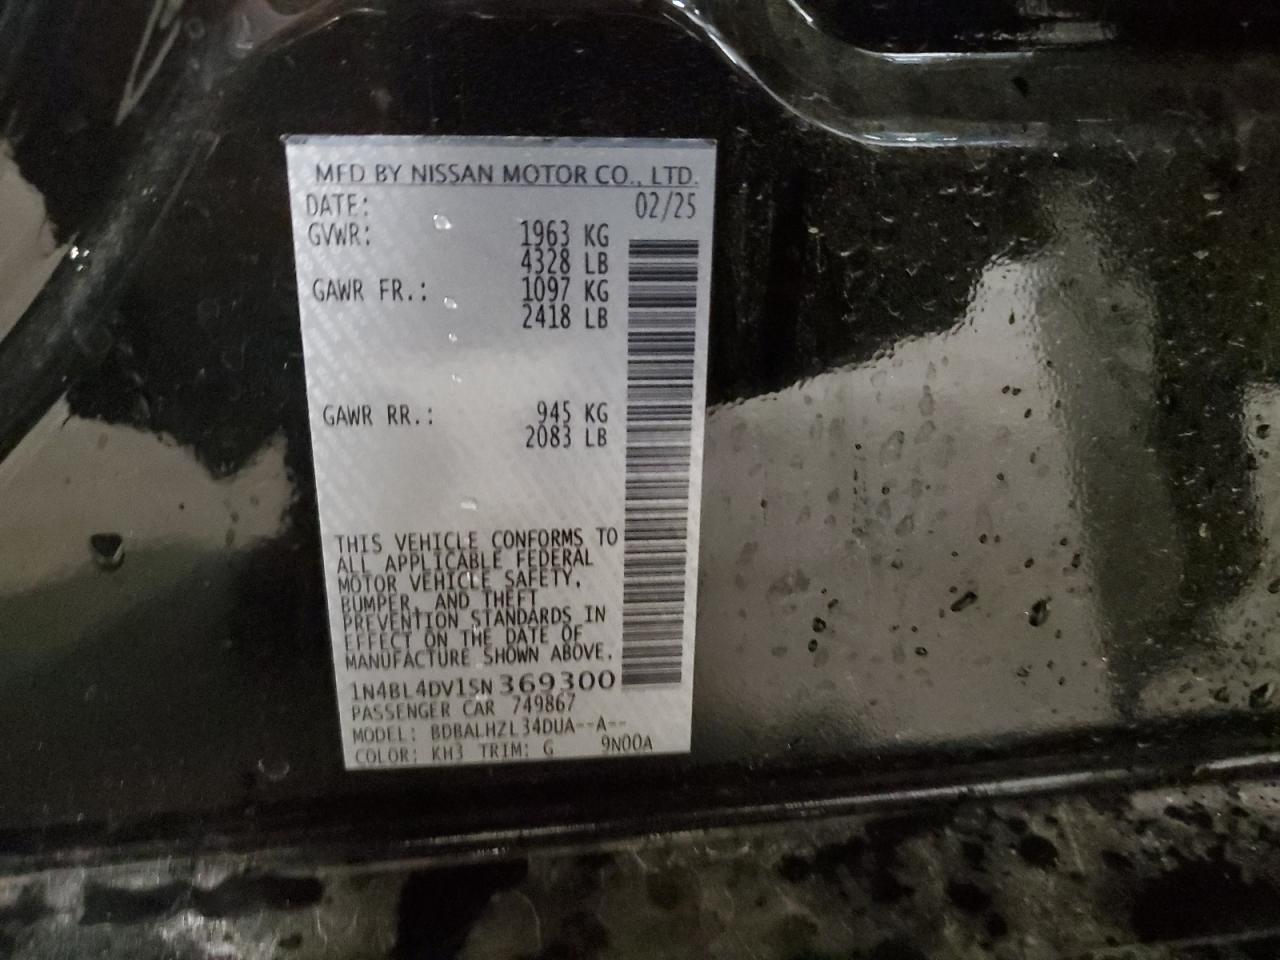 MFD BY NISSAN MOTOR CO., LTD.
DATE: 02/25
GVWR: 1963 KG
4328 LB
GAWR FR.: 1097 KG
2418 LB
GAWR RR.: 945 KG
2083 LB
THIS VEHICLE CONFORMS TO
ALL APPLICABLE FEDERAL
MOTOR VEHICLE SAFETY,
BUMPER, AND THEFT
PREVENTION STANDARDS IN
EFFECT ON THE DATE OF
MANUFACTURE SHOWN ABOVE.
1N4BL4DV1SN369300
PASSENGER CAR 749867
MODEL: BDBALHZL34DUA--A--
COLOR: KH3 TRIM: G 9N00A